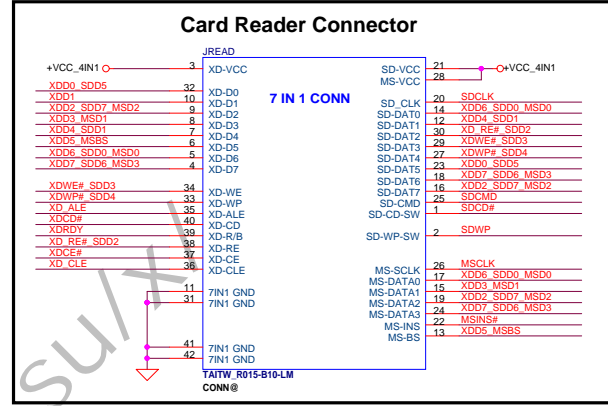 Card Reader Connector
JREAD
+VCC_4IN1 3 XD-VCC SD-VCC 21 +VCC_4IN1
MS-VCC 28
7 IN 1 CONN
XDD0_SDD5 32 XD-D0 SD_CLK 20 SDCLK
XDD1 10 XD-D1 SD-DAT0 14 XDD6_SDD0_MSD0
XDD2_SDD7_MSD2 9 XD-D2 SD-DAT1 12 XDD4_SDD1
XDD3_MSD1 8 XD-D3 SD-DAT2 30 XD_RE#_SDD2
XDD4_SDD1 7 XD-D4 SD-DAT3 29 XDWE#_SDD3
XDD5_MSBS 6 XD-D5 SD-DAT4 27 XDWP#_SDD4
XDD6_SDD0_MSD0 5 XD-D6 SD-DAT5 23 XDD0_SDD5
XDD7_SDD6_MSD3 4 XD-D7 SD-DAT6 18 XDD7_SDD6_MSD3
SD-DAT7 16 XDD2_SDD7_MSD2
XDWE#_SDD3 34 XD-WE SD-CMD 25 SDCMD
XDWP#_SDD4 33 XD-WP SD-CD-SW 1 SDCD#
XD_ALE 35 XD-ALE
XDCD# 40 XD-CD
XDRDY 39 XD-R/B SD-WP-SW 2 SDWP
XD_RE#_SDD2 38 XD-RE
XDCE# 37 XD-CE
XD_CLE 36 XD-CLE MS-SCLK 26 MSCLK
MS-DATA0 17 XDD6_SDD0_MSD0
11 7IN1 GND MS-DATA1 15 XDD3_MSD1
31 7IN1 GND MS-DATA2 19 XDD2_SDD7_MSD2
MS-DATA3 24 XDD7_SDD6_MSD3
MS-INS 22 MSINS#
MS-BS 13 XDD5_MSBS
41 7IN1 GND
42 7IN1 GND
TAITW_R015-B10-LM
CONN@
su/x/